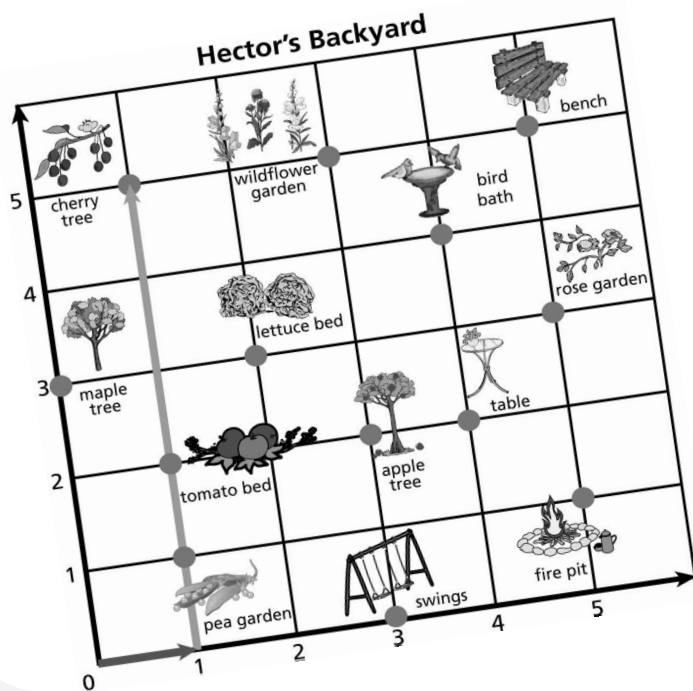 Hector's Backyard
bench
cherry
tree
wildflower
garden
bird
bath
rose garden
lettuce bed
maple
tree
table
apple
tree
tomato bed
fire pit
pea garden
swings
5
4
3
2
1
0
1
2
3
4
5